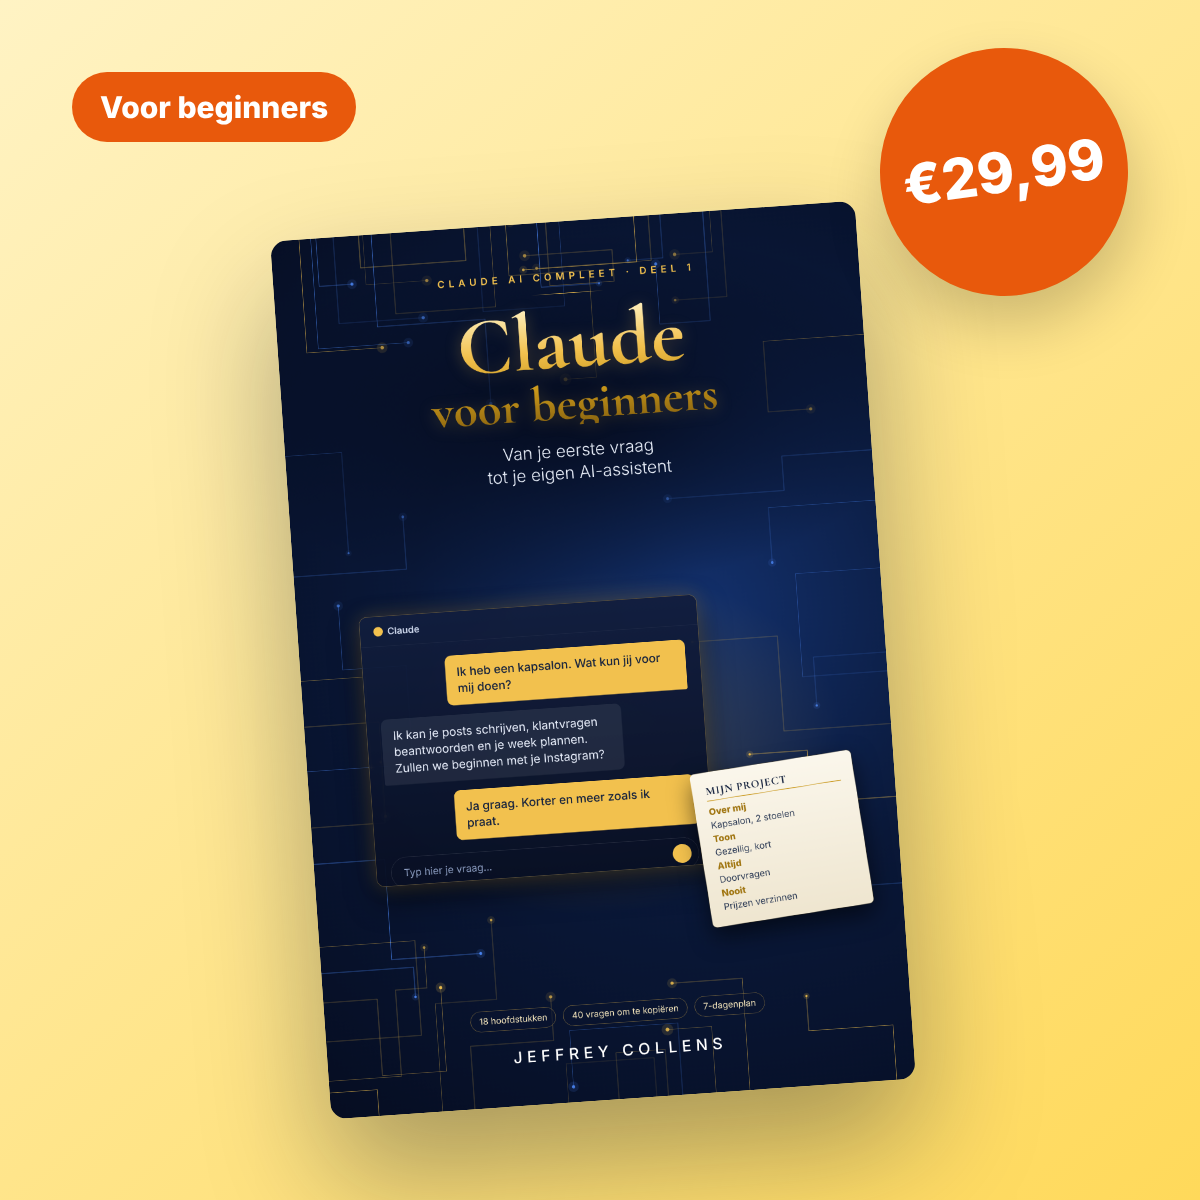 Voor beginners
€29,99
CLAUDE AI COMPLEET · DEEL 1
Claude
voor beginners
Van je eerste vraag
tot je eigen AI-assistent
Claude
Ik heb een kapsalon. Wat kun jij voor
mij doen?
Ik kan je posts schrijven, klantvragen
beantwoorden en je week plannen.
Zullen we beginnen met je Instagram?
Ja graag. Korter en meer zoals ik
praat.
Typ hier je vraag...
MIJN PROJECT
Over mij
Kapsalon, 2 stoelen
Toon
Gezellig, kort
Altijd
Doorvragen
Nooit
Prijzen verzinnen
18 hoofdstukken
40 vragen om te kopiëren
7-dagenplan
JEFFREY COLLENS